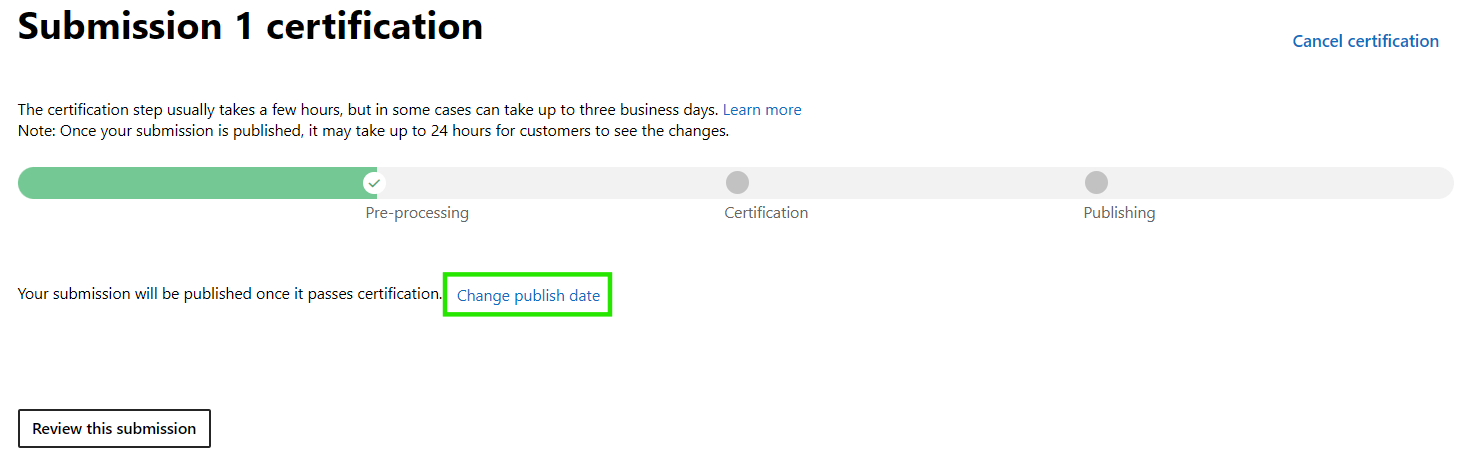 Submission 1 certification
Cancel certification
The certification step usually takes a few hours, but in some cases can take up to three business days. Learn more
Note: Once your submission is published, it may take up to 24 hours for customers to see the changes.
Pre-processing
Certification
Publishing
Your submission will be published once it passes certification. Change publish date
Review this submission